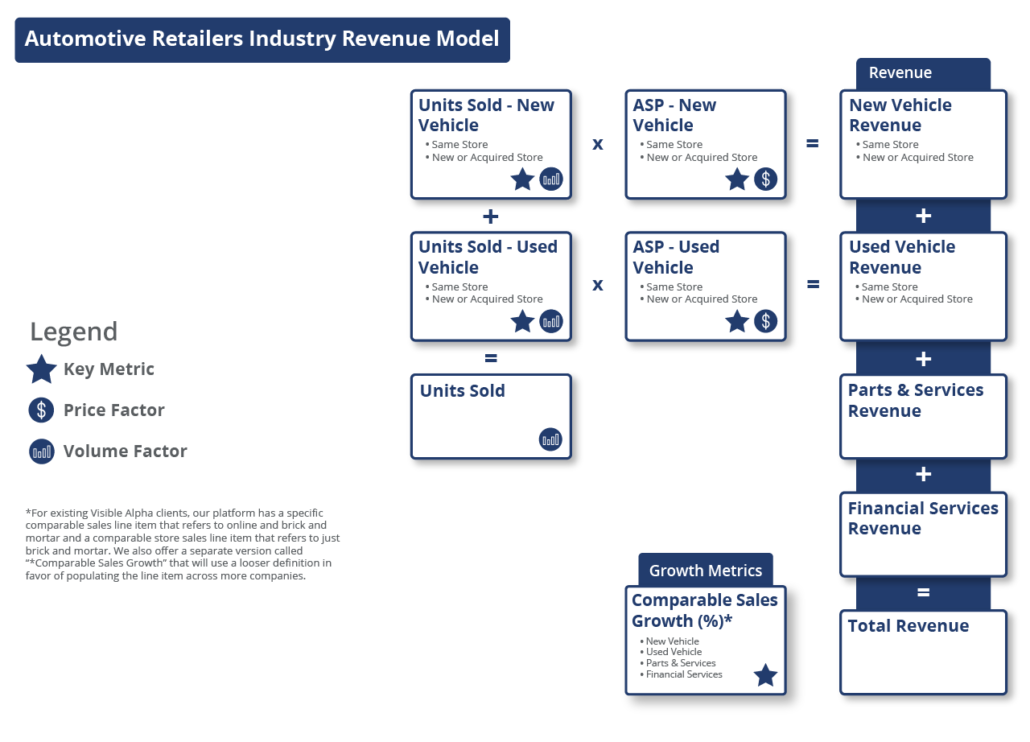 Automotive Retailers Industry Revenue Model
Revenue
Units Sold - New
Vehicle
• Same Store
• New or Acquired Store
x
ASP - New
Vehicle
• Same Store
• New or Acquired Store
$
=
New Vehicle
Revenue
• Same Store
• New or Acquired Store
+
+
Units Sold - Used
Vehicle
• Same Store
• New or Acquired Store
x
ASP - Used
Vehicle
• Same Store
• New or Acquired Store
$
=
Used Vehicle
Revenue
• Same Store
• New or Acquired Store
=
+
Units Sold
Parts & Services
Revenue
+
Financial Services
Revenue
=
Total Revenue
Growth Metrics
Comparable Sales
Growth (%)*
• New Vehicle
• Used Vehicle
• Parts & Services
• Financial Services
Legend
Key Metric
$ Price Factor
Volume Factor
*For existing Visible Alpha clients, our platform has a specific
comparable sales line item that refers to online and brick and
mortar and a comparable store sales line item that refers to just
brick and mortar. We also offer a separate version called
"*Comparable Sales Growth" that will use a looser definition in
favor of populating the line item across more companies.